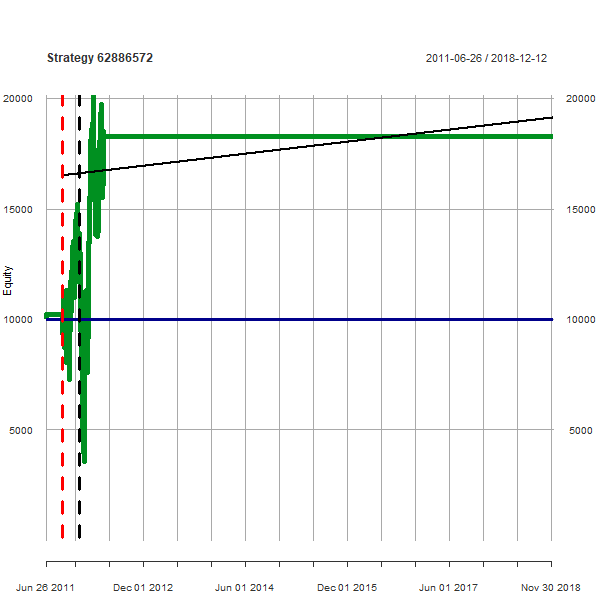 Strategy 62886572
2011-06-26 / 2018-12-12
20000
20000
15000
15000
Equity
10000
10000
5000
5000
Jun 26 2011
Dec 01 2012
Jun 01 2014
Dec 01 2015
Jun 01 2017
Nov 30 2018